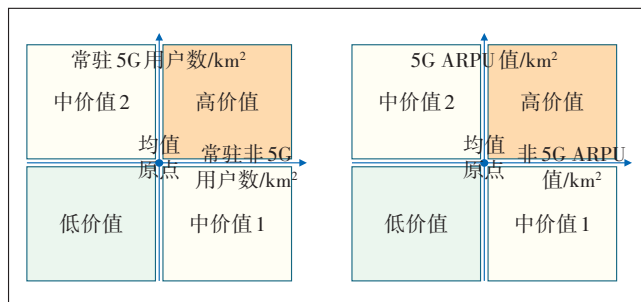 常驻5G用户数/km²
中价值2
高价值
均值
原点
常驻非5G
用户数/km²
低价值
中价值1
5G ARPU值/km²
中价值2
高价值
均值
原点
非5G ARPU
值/km²
低价值
中价值1